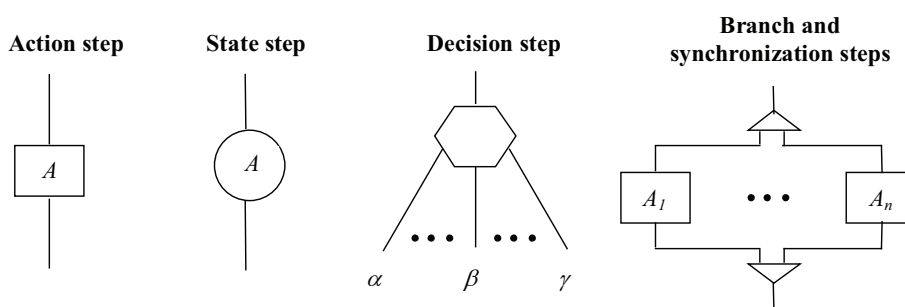 Action step
State step
Decision step
Branch and
synchronization steps
A
A
A1
• • •
An
• • •
• • •
α
β
γ